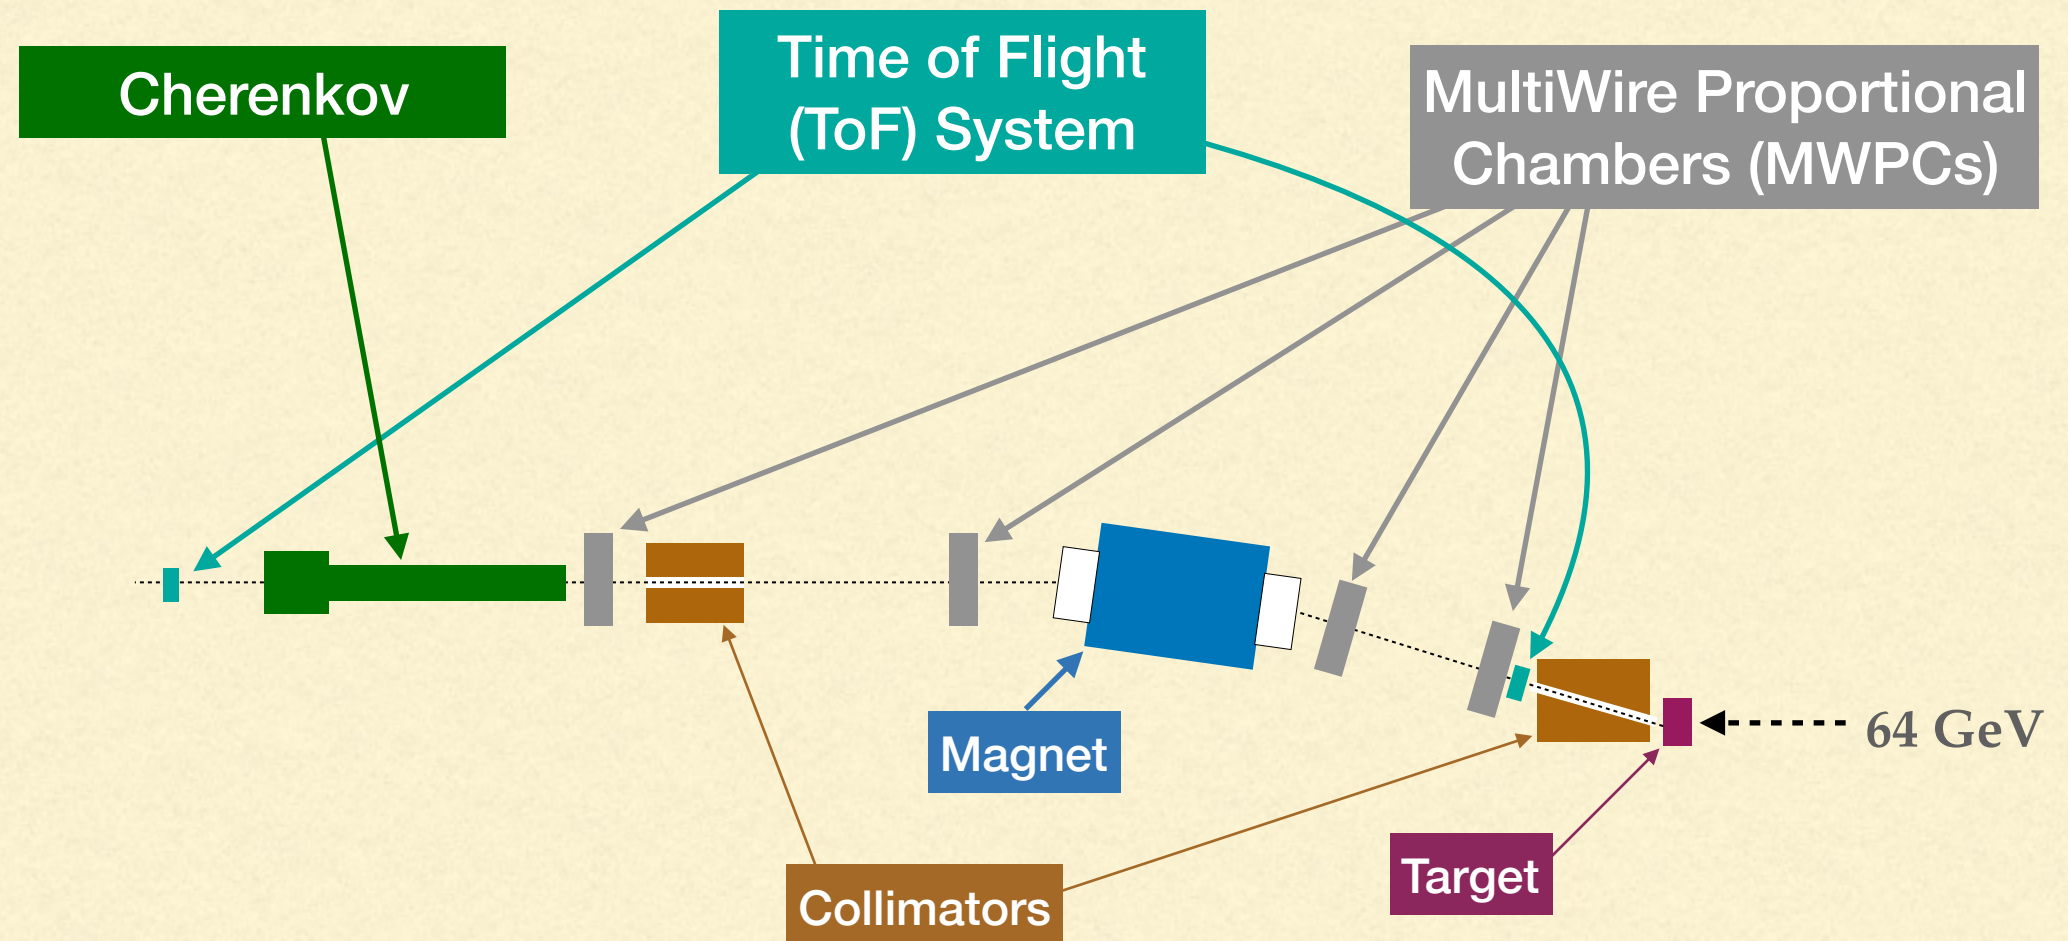 Cherenkov
Time of Flight
(ToF) System
MultiWire Proportional
Chambers (MWPCs)
64 GeV
Magnet
Target
Collimators